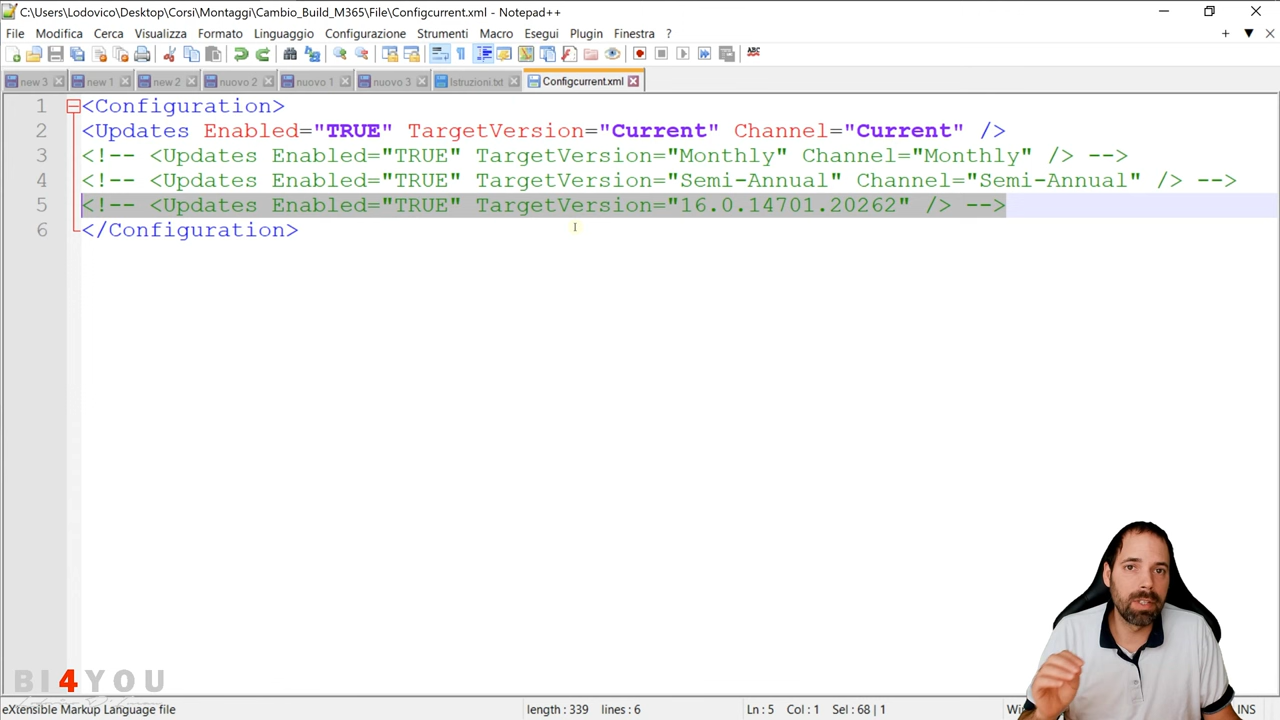 C:\Users\Lodovico\Desktop\Corsi\Montaggi\Cambio_Build_M365\File\Configcurrent.xml - Notepad++
File Modifica Cerca Visualizza Formato Linguaggio Configurazione Strumenti Macro Esegui Plugin Finestra ?
new 3 new 1 new 2 nuovo 2 nuovo 1 nuovo 3 Istruzioni.txt Configcurrent.xml
1 <Configuration>
2 <Updates Enabled="TRUE" TargetVersion="Current" Channel="Current" />
3 <!-- <Updates Enabled="TRUE" TargetVersion="Monthly" Channel="Monthly" /> -->
4 <!-- <Updates Enabled="TRUE" TargetVersion="Semi-Annual" Channel="Semi-Annual" /> -->
5 <!-- <Updates Enabled="TRUE" TargetVersion="16.0.14701.20262" /> -->
6 </Configuration>
BI4YOU
eXtensible Markup Language file length : 339 lines : 6 Ln : 5 Col : 1 Sel : 68 | 1 INS